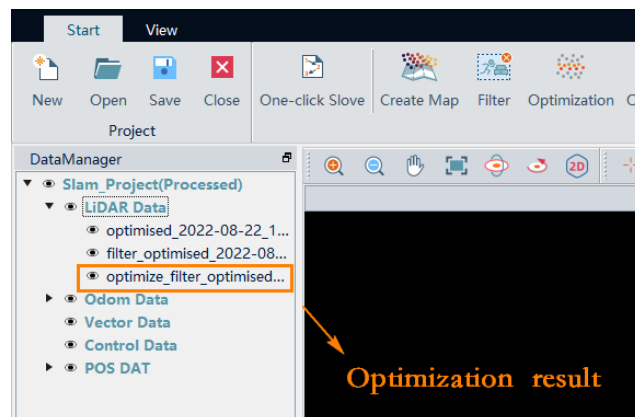 Start View
New Open Save Close One-click Slove Create Map Filter Optimization
Project
DataManager
2D
Slam_Project(Processed)
LiDAR Data
optimised_2022-08-22_1...
filter_optimised_2022-08...
optimize_filter_optimised...
Odom Data
Vector Data
Control Data
POS DAT
Optimization result